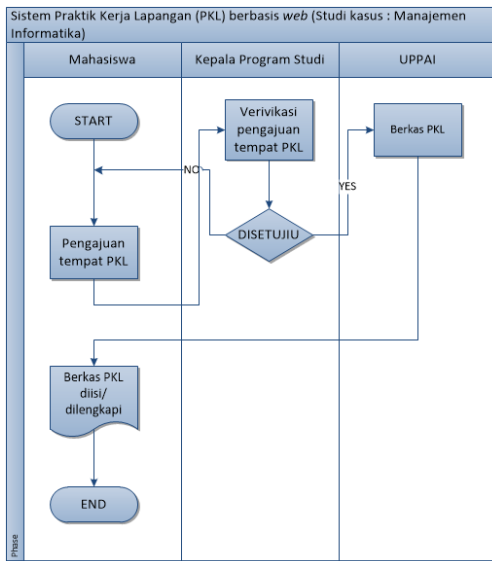 Sistem Praktik Kerja Lapangan (PKL) berbasis web (Studi kasus : Manajemen
Informatika)
Mahasiswa
Kepala Program Studi
UPPAI
START
Verivikasi
pengajuan
tempat PKL
Berkas PKL
NO
YES
Pengajuan
tempat PKL
DISETUJIU
Berkas PKL
diisi/
dilengkapi
END
Phase